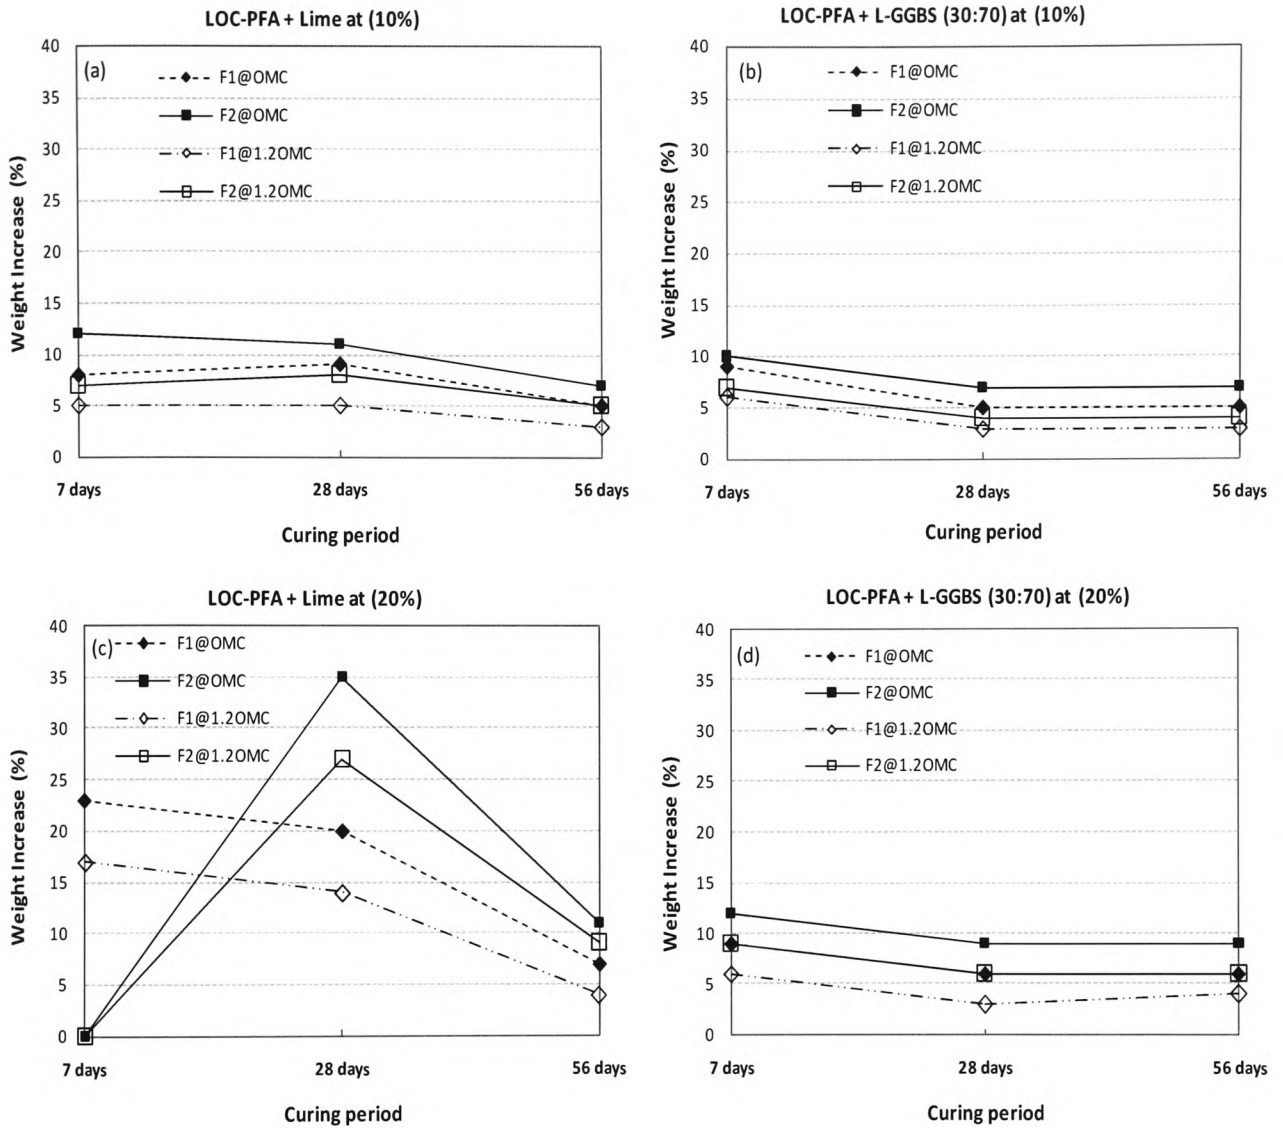 LOC-PFA + Lime at (10%)
40
35
30
25
20
15
10
5
0
Weight Increase (%)
(a)
F1@OMC
F2@OMC
F1@1.2OMC
F2@1.2OMC
7 days
28 days
56 days
Curing period
LOC-PFA + L-GGBS (30:70) at (10%)
40
35
30
25
20
15
10
5
0
Weight Increase (%)
(b)
F1@OMC
F2@OMC
F1@1.2OMC
F2@1.2OMC
7 days
28 days
56 days
Curing period
LOC-PFA + Lime at (20%)
40
35
30
25
20
15
10
5
0
Weight Increase (%)
(c)
F1@OMC
F2@OMC
F1@1.2OMC
F2@1.2OMC
7 days
28 days
56 days
Curing period
LOC-PFA + L-GGBS (30:70) at (20%)
40
35
30
25
20
15
10
5
0
Weight Increase (%)
(d)
F1@OMC
F2@OMC
F1@1.2OMC
F2@1.2OMC
7 days
28 days
56 days
Curing period